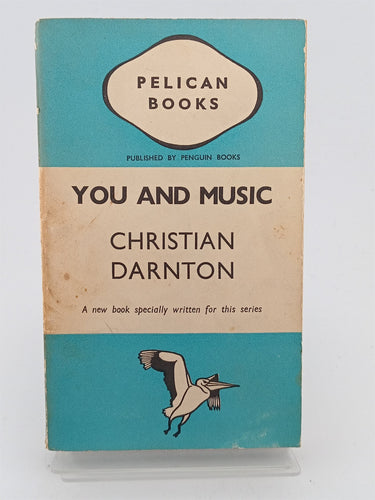 PELICAN
BOOKS
PUBLISHED BY PENGUIN BOOKS
YOU AND MUSIC
CHRISTIAN
DARNTON
A new book specially written for this series